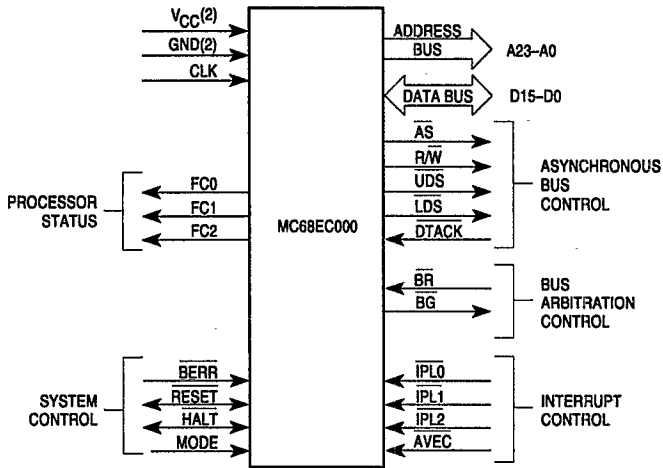 VCC(2)
GND(2)
CLK
PROCESSOR
STATUS
FC0
FC1
FC2
SYSTEM
CONTROL
BERR
RESET
HALT
MODE
MC68EC000
ADDRESS
BUS
A23–A0
DATA BUS
D15–D0
AS
R/W
UDS
LDS
DTACK
ASYNCHRONOUS
BUS
CONTROL
BR
BG
BUS
ARBITRATION
CONTROL
IPL0
IPL1
IPL2
AVEC
INTERRUPT
CONTROL